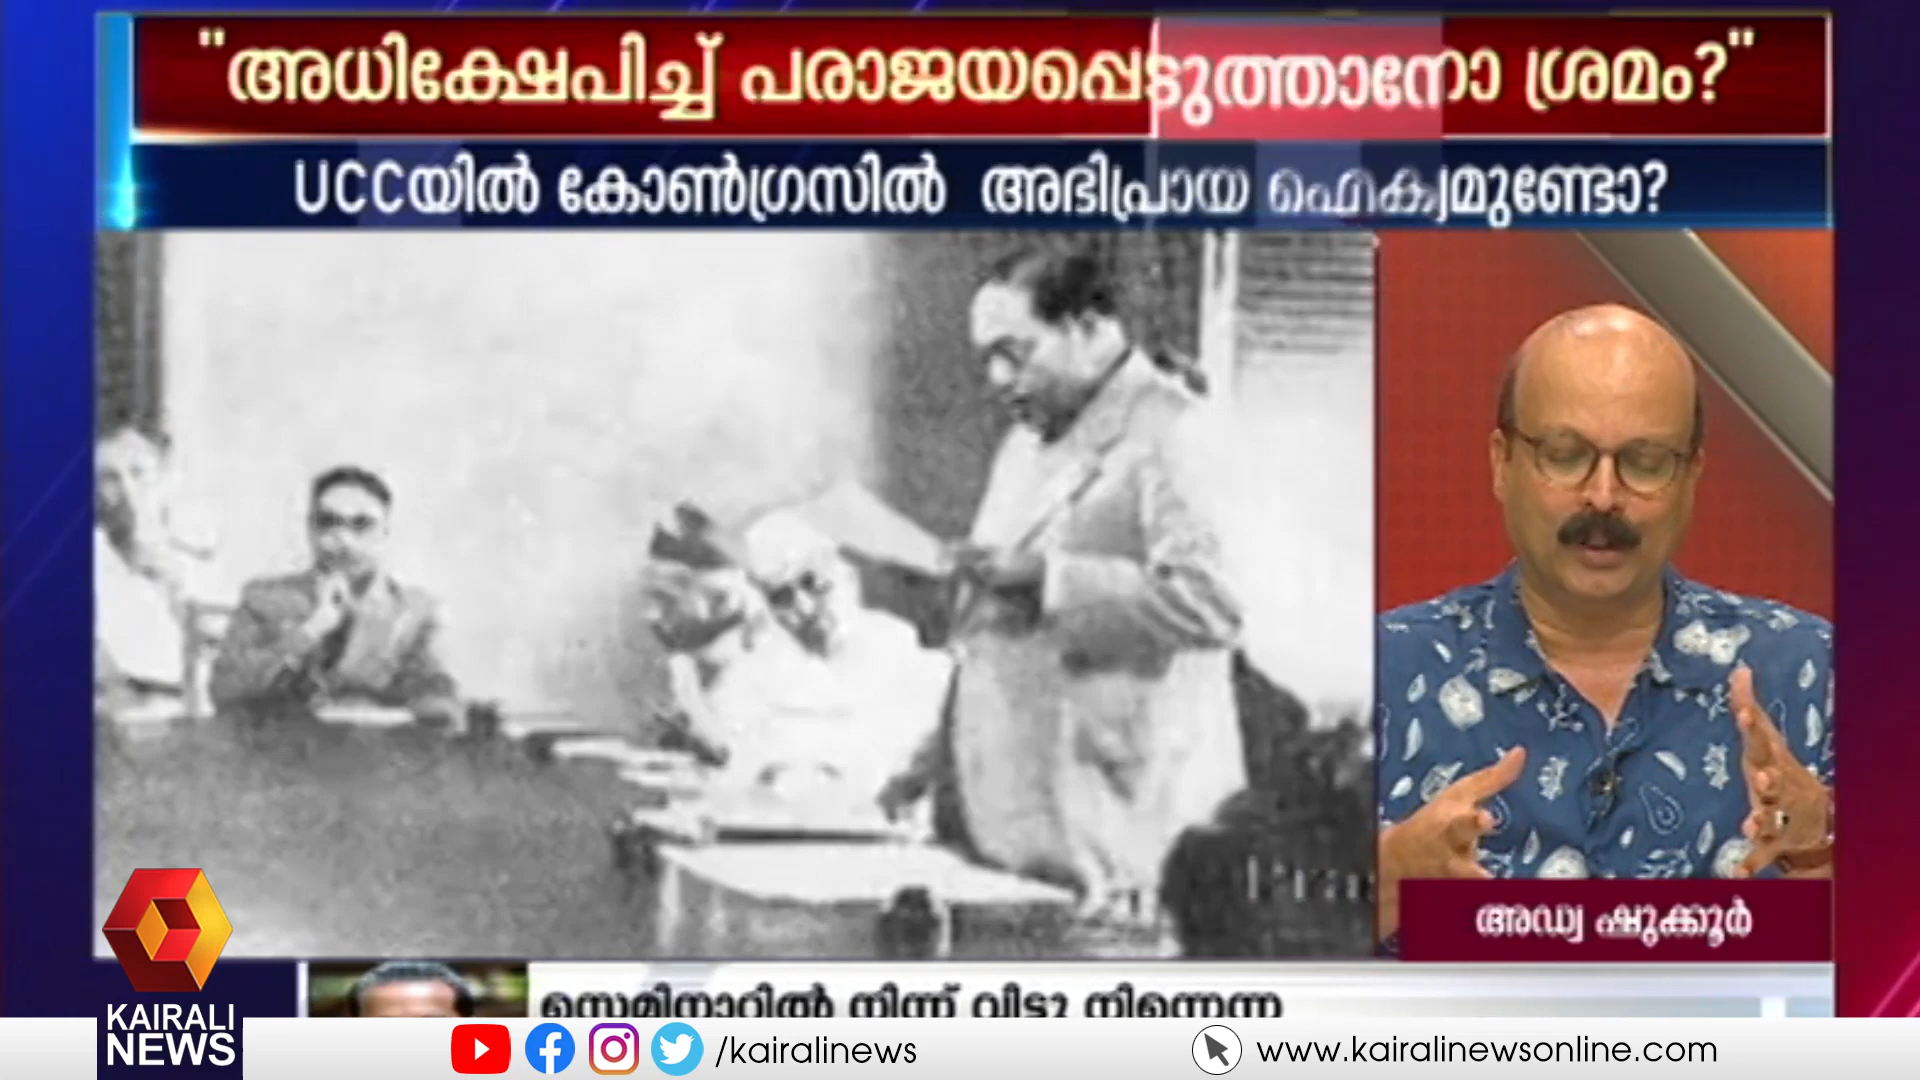 "അധിക്ഷേപിച്ച് പരാജയപ്പെടുത്താനോ ശ്രമം?"
UCCയിൽ കോൺഗ്രസിൽ അഭിപ്രായ ഐക്യമുണ്ടോ?
അഡ്വ ഷുക്കൂർ
സെമിനാറിൽ നിന്ന് വിട്ടു നിന്നെന്ന
KAIRALI
NEWS
/kairalinews
www.kairalinewsonline.com